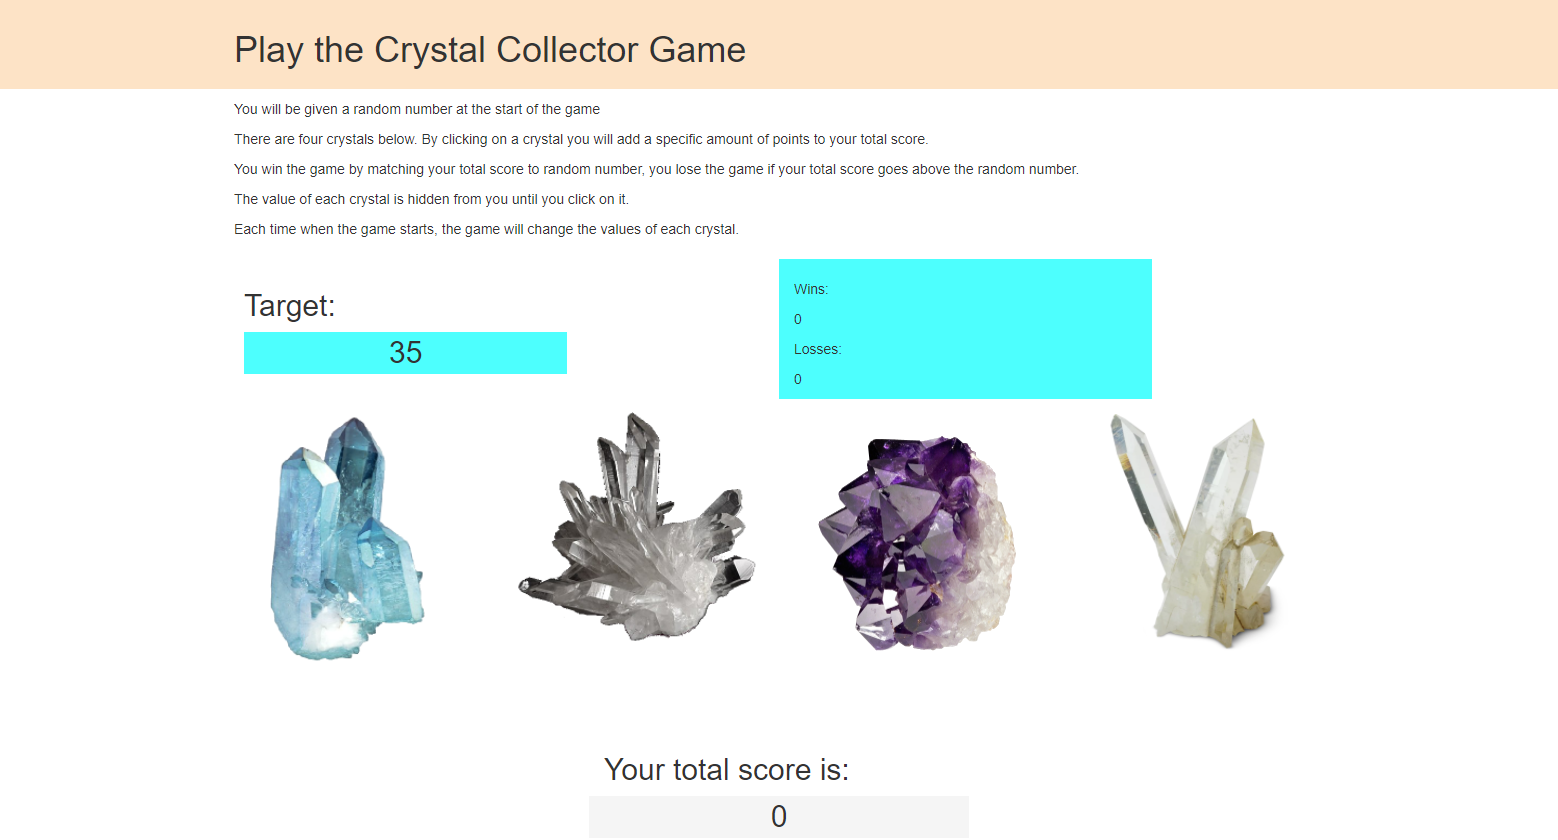 Play the Crystal Collector Game
You will be given a random number at the start of the game
There are four crystals below. By clicking on a crystal you will add a specific amount of points to your total score.
You win the game by matching your total score to random number, you lose the game if your total score goes above the random number.
The value of each crystal is hidden from you until you click on it.
Each time when the game starts, the game will change the values of each crystal.
Target:
35
Wins:
0
Losses:
0
Your total score is:
0